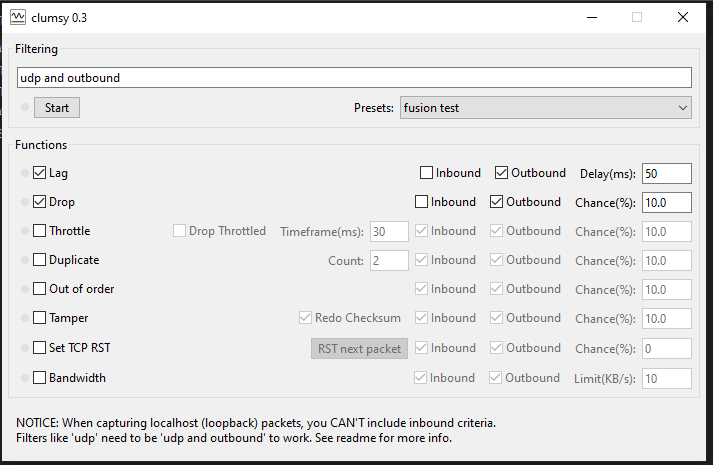 clumsy 0.3
Filtering
udp and outbound
Start Presets: fusion test
Functions
Lag Inbound Outbound Delay(ms): 50
Drop Inbound Outbound Chance(%): 10.0
Throttle Drop Throttled Timeframe(ms): 30 Inbound Outbound Chance(%): 10.0
Duplicate Count: 2 Inbound Outbound Chance(%): 10.0
Out of order Inbound Outbound Chance(%): 10.0
Tamper Redo Checksum Inbound Outbound Chance(%): 10.0
Set TCP RST RST next packet Inbound Outbound Chance(%): 0
Bandwidth Inbound Outbound Limit(KB/s): 10
NOTICE: When capturing localhost (loopback) packets, you CAN'T include inbound criteria.
Filters like 'udp' need to be 'udp and outbound' to work. See readme for more info.